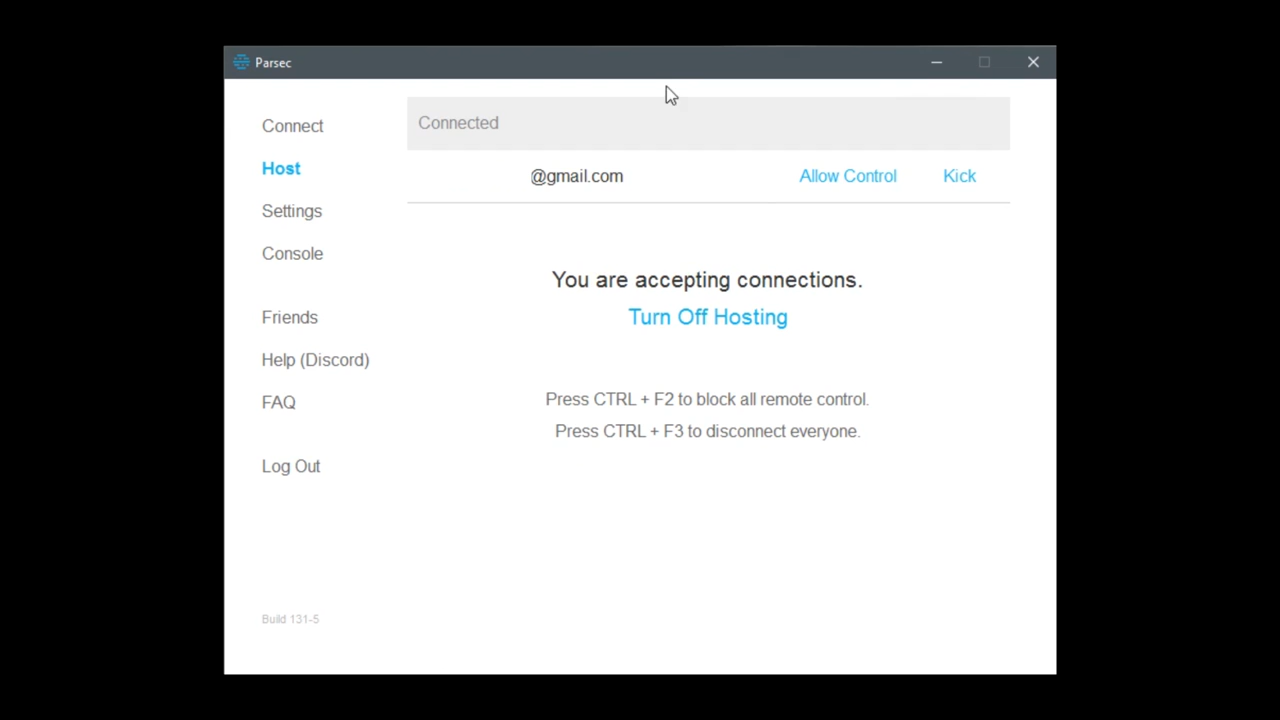 Parsec
Connect
Host
Settings
Console
Friends
Help (Discord)
FAQ
Log Out
Build 131-5
Connected
@gmail.com Allow Control Kick
You are accepting connections.
Turn Off Hosting
Press CTRL + F2 to block all remote control.
Press CTRL + F3 to disconnect everyone.